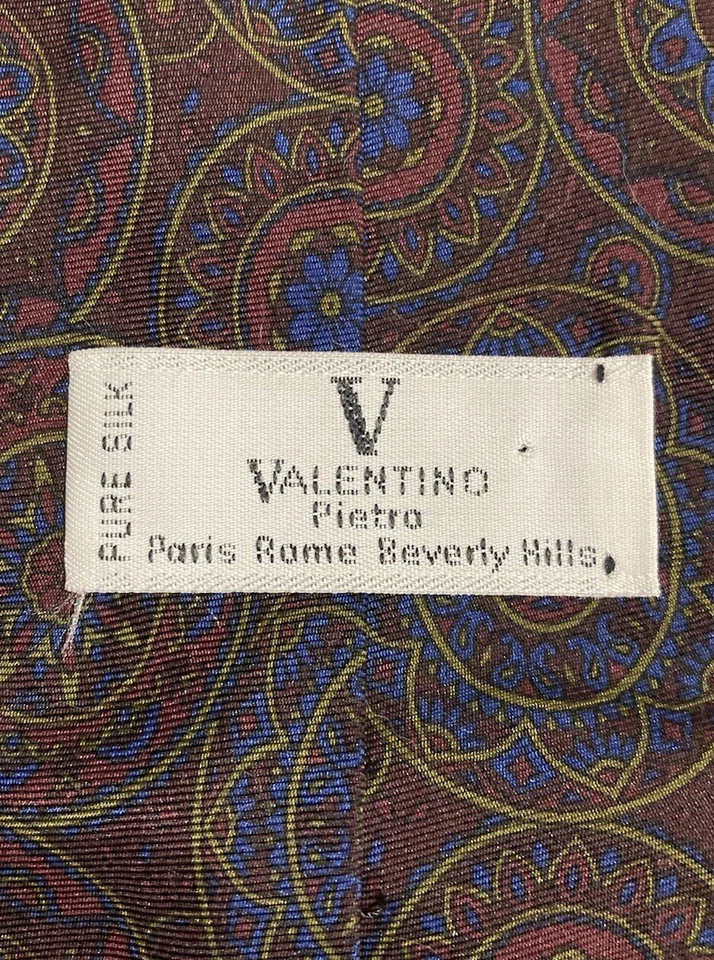 PURE SILK
V
VALENTINO
Pietro
Paris Rome Beverly Hills